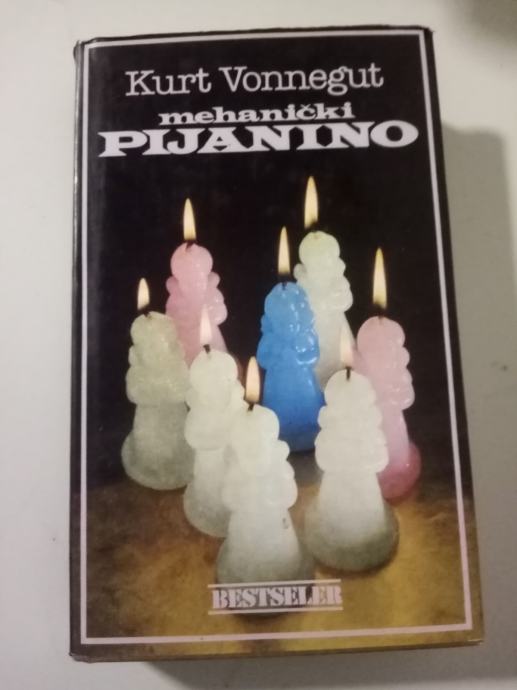 Kurt Vonnegut
mehanički
PIJANINO
BESTSELER